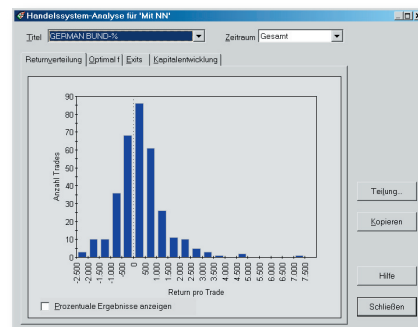 Handelssystem-Analyse für 'Mit NN'
Titel GERMAN BUND-% Zeitraum Gesamt
Returnverteilung Optimal f Exits Kapitalentwicklung
90
80
70
60
50
40
30
20
10
0
Anzahl Trades
-2.500 -2.000 -1.500 -1.000 -500 0 500 1.000 1.500 2.000 2.500 3.000 3.500 4.000 4.500 5.000 5.500 6.000 6.500 7.000 7.500
Return pro Trade
Prozentuale Ergebnisse anzeigen
Teilung...
Kopieren
Hilfe
Schließen